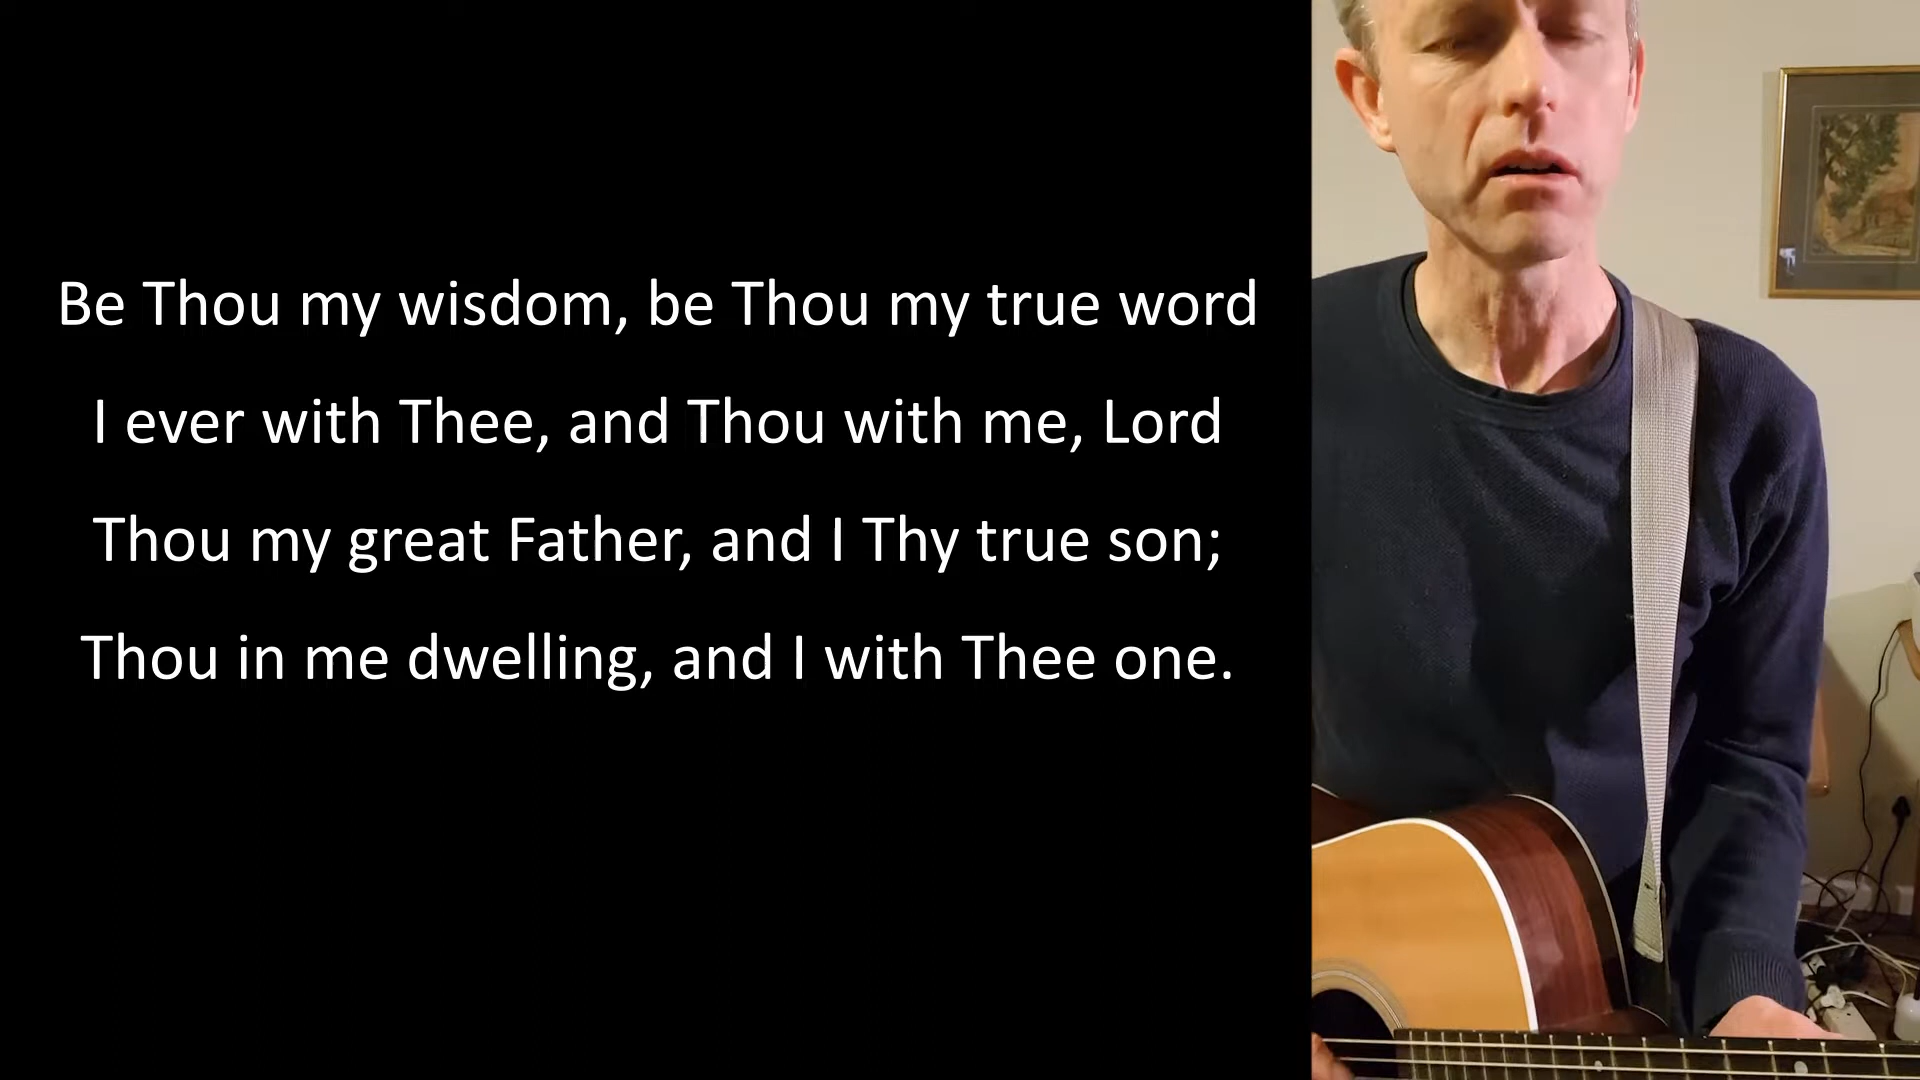 Be Thou my wisdom, be Thou my true word
I ever with Thee, and Thou with me, Lord
Thou my great Father, and I Thy true son;
Thou in me dwelling, and I with Thee one.